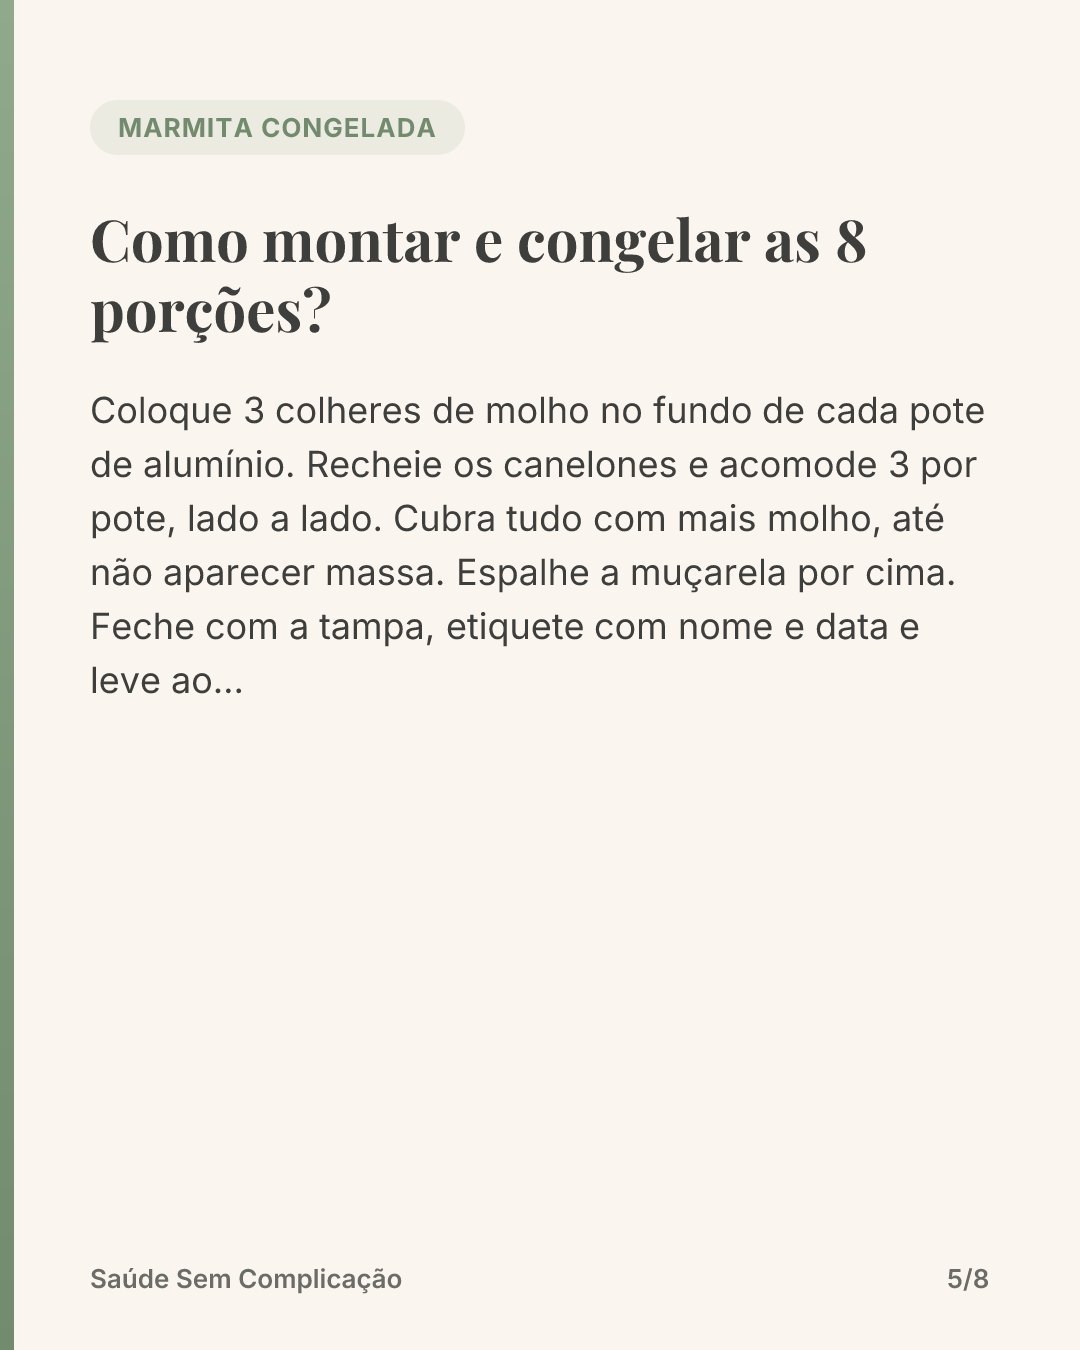 MARMITA CONGELADA
Como montar e congelar as 8
porções?
Coloque 3 colheres de molho no fundo de cada pote
de alumínio. Recheie os canelones e acomode 3 por
pote, lado a lado. Cubra tudo com mais molho, até
não aparecer massa. Espalhe a muçarela por cima.
Feche com a tampa, etiquete com nome e data e
leve ao...
Saúde Sem Complicação
5/8